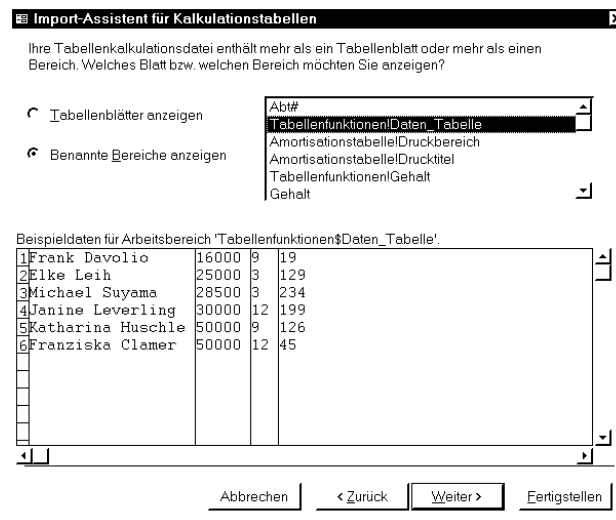 Import-Assistent für Kalkulationstabellen
Ihre Tabellenkalkulationsdatei enthält mehr als ein Tabellenblatt oder mehr als einen
Bereich. Welches Blatt bzw. welchen Bereich möchten Sie anzeigen?
Tabellenblätter anzeigen
Benannte Bereiche anzeigen
Abt#
Tabellenfunktionen!Daten_Tabelle
Amortisationstabelle!Druckbereich
Amortisationstabelle!Drucktitel
Tabellenfunktionen!Gehalt
Gehalt
Beispieldaten für Arbeitsbereich 'Tabellenfunktionen$Daten_Tabelle'.
1 Frank Davolio 16000 9 19
2 Elke Leih 25000 3 129
3 Michael Suyama 28500 3 234
4 Janine Leverling 30000 12 199
5 Katharina Huschle 50000 9 126
6 Franziska Clamer 50000 12 45
Abbrechen < Zurück Weiter > Fertigstellen